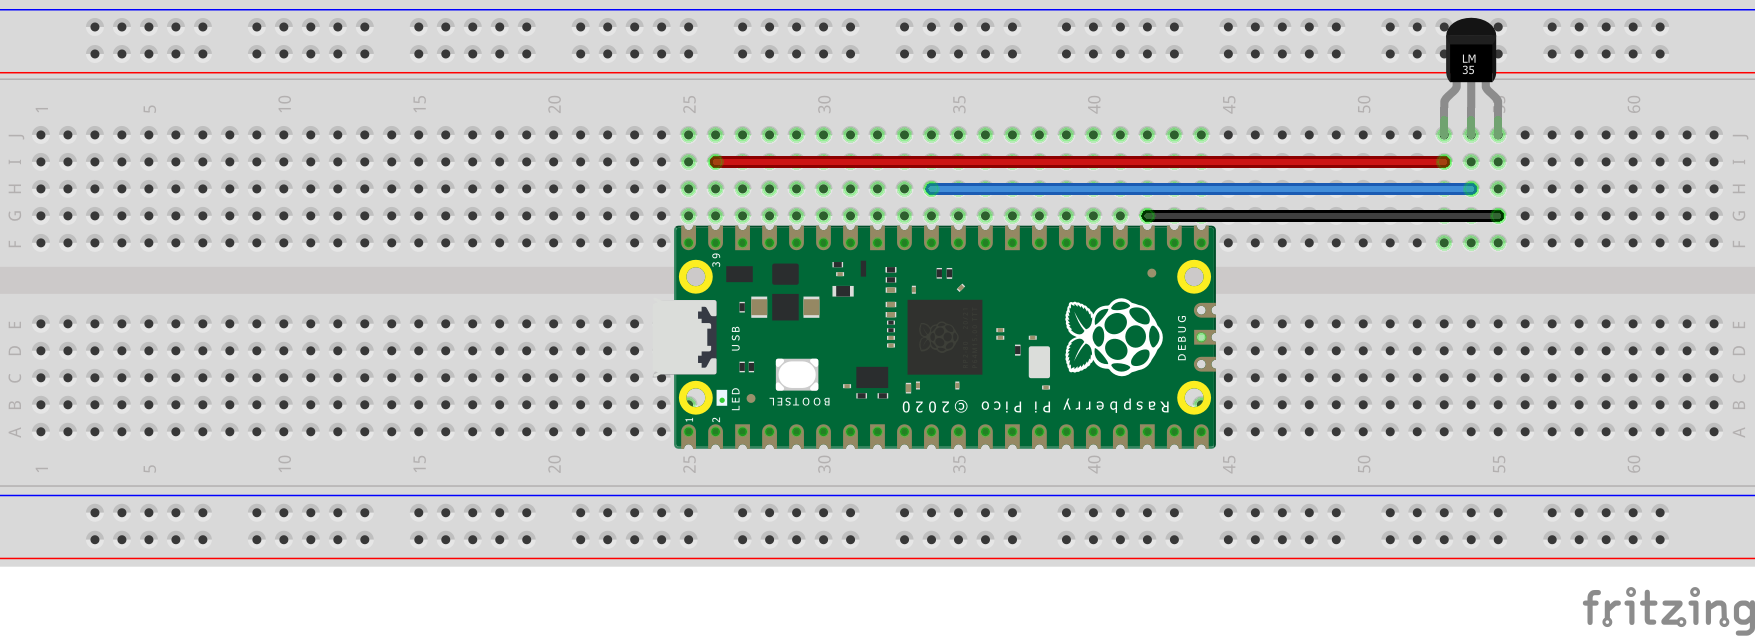 LM
35
1 5 10 15 20 25 30 35 40 45 50 55 60
J J
I I
H H
G G
F F
39
USB
DEBUG
E E
D D
C C
B B
A A
LED
BOOTSEL
Raspberry Pi Pico © 2020
1 2
1 5 10 15 20 25 30 35 40 45 50 55 60
fritzing